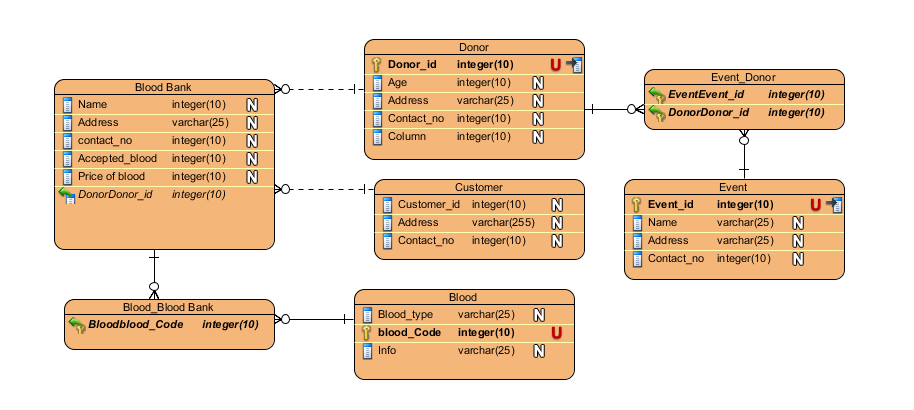 Donor
Donor_id integer(10) U
Age integer(10) N
Address varchar(25) N
Contact_no integer(10) N
Column integer(10) N
Blood Bank
Name integer(10) N
Address varchar(25) N
contact_no integer(10) N
Accepted_blood integer(10) N
Price of blood integer(10) N
DonorDonor_id integer(10)
Event_Donor
EventEvent_id integer(10)
DonorDonor_id integer(10)
Customer
Customer_id integer(10) N
Address varchar(255) N
Contact_no integer(10) N
Event
Event_id integer(10) U
Name varchar(25) N
Address varchar(25) N
Contact_no integer(10) N
Blood_Blood Bank
Bloodblood_Code integer(10)
Blood
Blood_type varchar(25) N
blood_Code integer(10) U
Info varchar(25) N